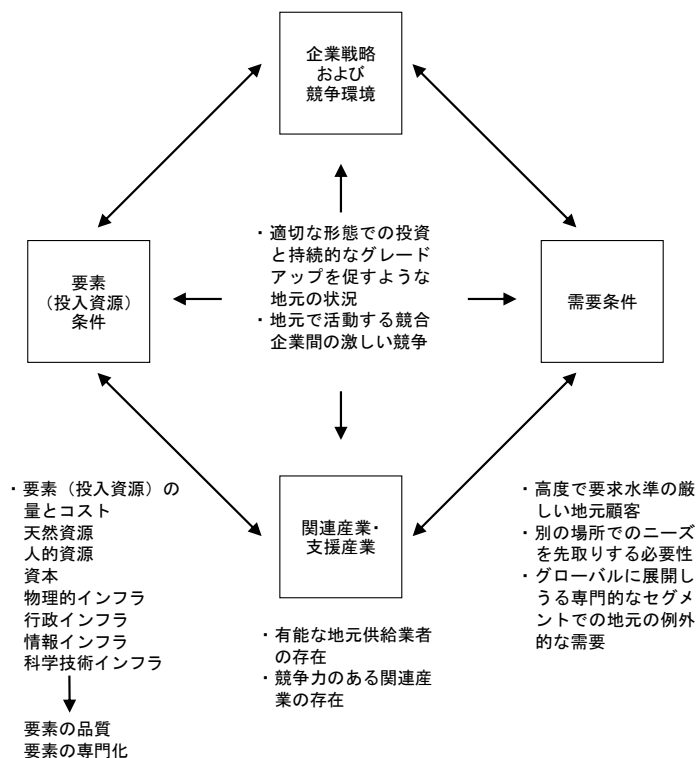 企業戦略
および
競争環境
・適切な形態での投資
と持続的なグレード
アップを促すような
地元の状況
・地元で活動する競合
企業間の激しい競争
要素
（投入資源）
条件
需要条件
・要素（投入資源）の
量とコスト
天然資源
人的資源
資本
物理的インフラ
行政インフラ
情報インフラ
科学技術インフラ
要素の品質
要素の専門化
関連産業・
支援産業
・有能な地元供給業者
の存在
・競争力のある関連産
業の存在
・高度で要求水準の厳
しい地元顧客
・別の場所でのニーズ
を先取りする必要性
・グローバルに展開し
うる専門的なセグメ
ントでの地元の例外
的な需要